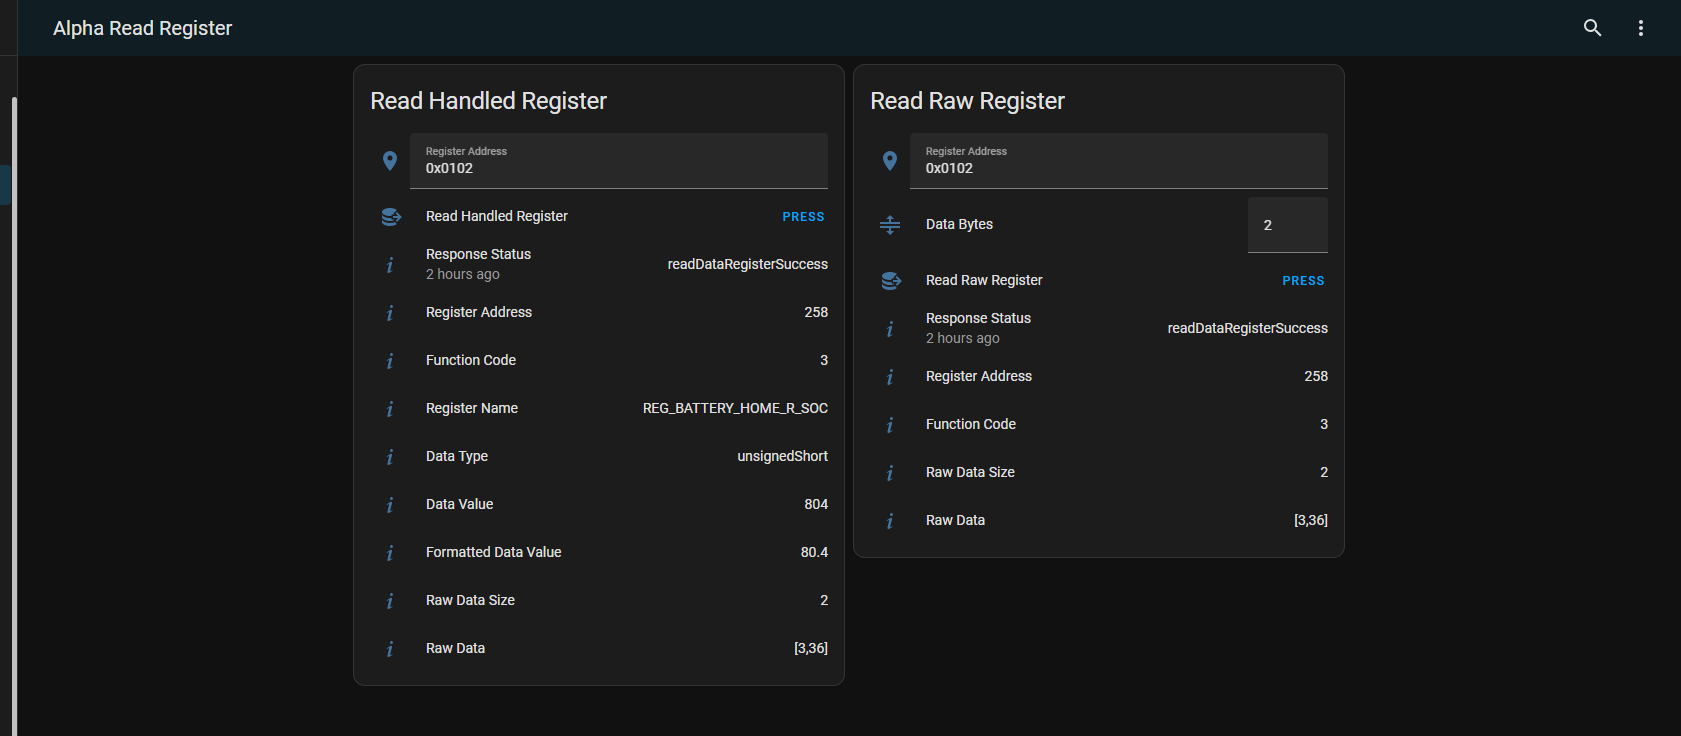 Alpha Read Register
Read Handled Register
Register Address
0x0102
Read Handled Register PRESS
Response Status
2 hours ago
readDataRegisterSuccess
Register Address 258
Function Code 3
Register Name REG_BATTERY_HOME_R_SOC
Data Type unsignedShort
Data Value 804
Formatted Data Value 80.4
Raw Data Size 2
Raw Data [3,36]
Read Raw Register
Register Address
0x0102
Data Bytes 2
Read Raw Register PRESS
Response Status
2 hours ago
readDataRegisterSuccess
Register Address 258
Function Code 3
Raw Data Size 2
Raw Data [3,36]